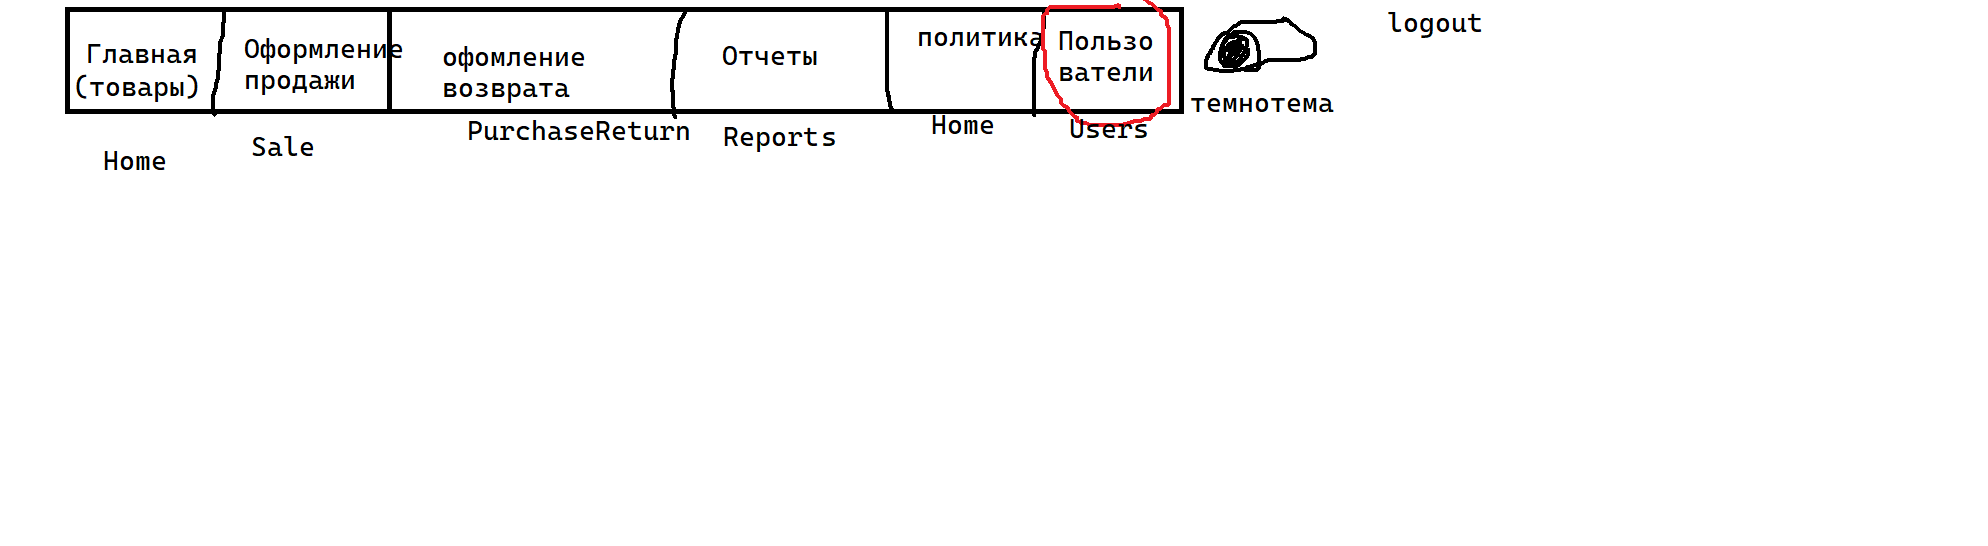 Главная
(товары)
Оформление
продажи
офомление
возврата
Отчеты
политика
Пользо
ватели
темнотема
logout
Home
Sale
PurchaseReturn
Reports
Home
Users